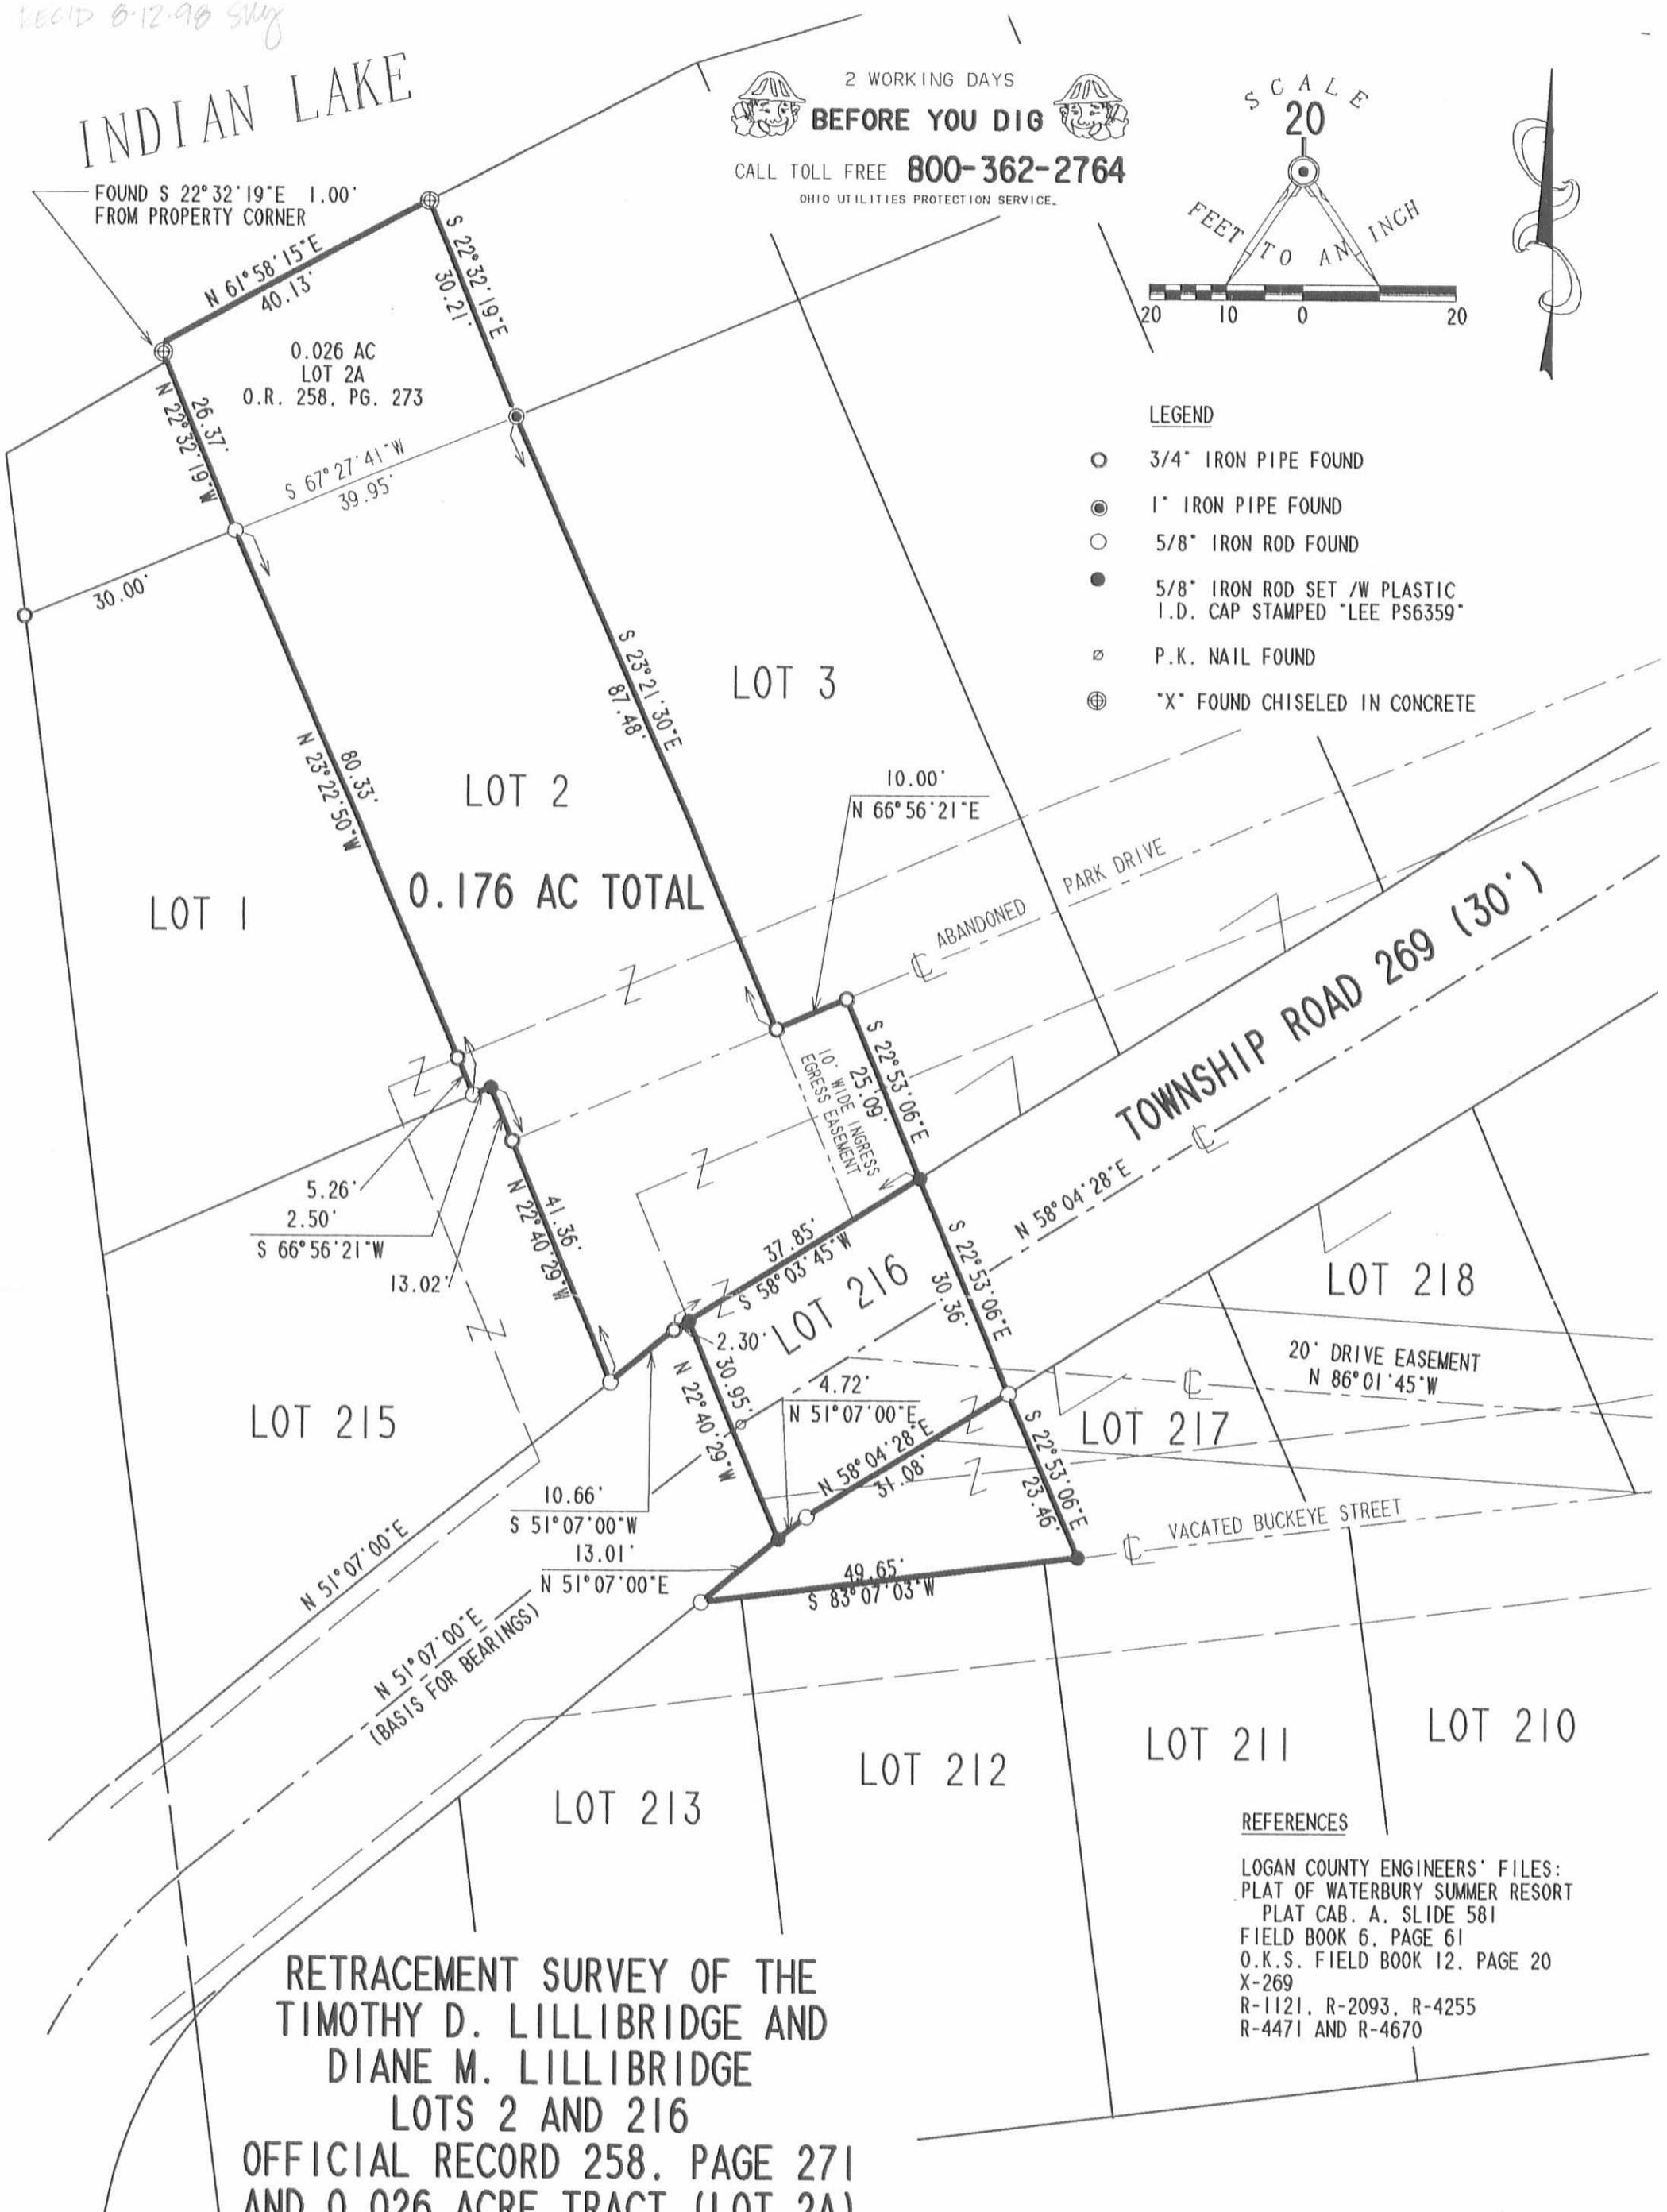 REC'D 8-12-98
INDIAN LAKE
FOUND S 22°32'19"E 1.00'
FROM PROPERTY CORNER
2 WORKING DAYS
BEFORE YOU DIG
CALL TOLL FREE 800-362-2764
OHIO UTILITIES PROTECTION SERVICE.
SCALE
20
FEET TO AN INCH
20 10 0 20
N 61°58'15"E
40.13'
S 22°32'19"E
30.21'
0.026 AC
LOT 2A
O.R. 258, PG. 273
26.37'
N 22°32'19"W
S 67°27'41"W
39.95'
30.00'
LEGEND
3/4" IRON PIPE FOUND
1" IRON PIPE FOUND
5/8" IRON ROD FOUND
5/8" IRON ROD SET /W PLASTIC
I.D. CAP STAMPED "LEE PS6359"
P.K. NAIL FOUND
"X" FOUND CHISELED IN CONCRETE
S 23°21'30"E
87.48'
LOT 3
80.33'
N 23°22'50"W
LOT 2
0.176 AC TOTAL
LOT 1
10.00'
N 66°56'21"E
ABANDONED PARK DRIVE
TOWNSHIP ROAD 269 (30')
S 22°53'06"E
25.09'
10' WIDE INGRESS
EGRESS EASEMENT
5.26'
2.50'
S 66°56'21"W
13.02'
41.36'
N 22°40'29"W
37.85'
S 58°03'45"W
N 58°04'28"E
S 22°53'06"E
30.36'
LOT 216
2.30'
30.95'
N 22°40'29"W
4.72'
N 51°07'00"E
LOT 218
20' DRIVE EASEMENT
N 86°01'45"W
LOT 215
LOT 217
N 58°04'28"E
31.08'
S 22°53'06"E
23.46'
10.66'
S 51°07'00"W
13.01'
N 51°07'00"E
VACATED BUCKEYE STREET
49.65'
S 83°07'03"W
N 51°07'00"E
N 51°07'00"E
(BASIS FOR BEARINGS)
LOT 213
LOT 212
LOT 211
LOT 210
REFERENCES
LOGAN COUNTY ENGINEERS' FILES:
PLAT OF WATERBURY SUMMER RESORT
PLAT CAB. A, SLIDE 581
FIELD BOOK 6, PAGE 61
O.K.S. FIELD BOOK 12, PAGE 20
X-269
R-1121, R-2093, R-4255
R-4471 AND R-4670
RETRACEMENT SURVEY OF THE
TIMOTHY D. LILLIBRIDGE AND
DIANE M. LILLIBRIDGE
LOTS 2 AND 216
OFFICIAL RECORD 258, PAGE 271
AND 0.026 ACRE TRACT (LOT 2A)